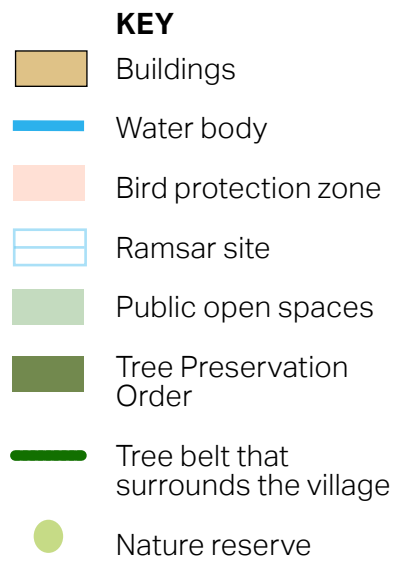 KEY
Buildings
Water body
Bird protection zone
Ramsar site
Public open spaces
Tree Preservation
Order
Tree belt that
surrounds the village
Nature reserve